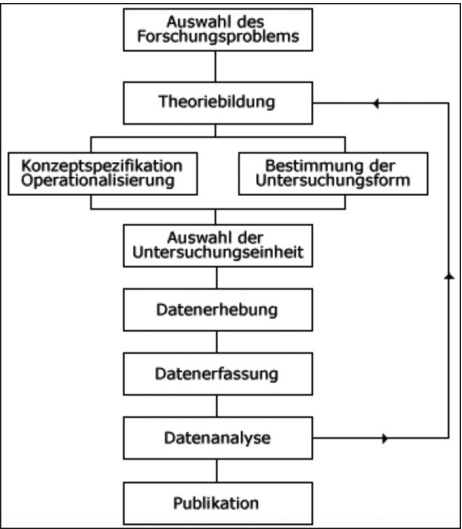 Auswahl des
Forschungsproblems
Theoriebildung
Konzeptspezifikation
Operationalisierung
Bestimmung der
Untersuchungsform
Auswahl der
Untersuchungseinheit
Datenerhebung
Datenerfassung
Datenanalyse
Publikation